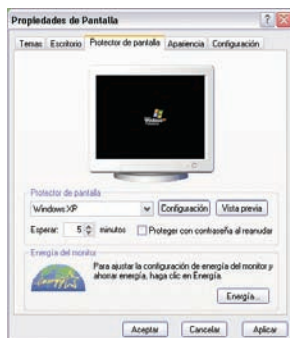 Propiedades de Pantalla
Temas Escritorio Protector de pantalla Apariencia Configuración
Windows
Protector de pantalla
Windows XP Configuración Vista previa
Esperar: 5 minutos Proteger con contraseña al reanudar
Energía del monitor
Para ajustar la configuración de energía del monitor y
ahorrar energía, haga clic en Energía.
Energía...
Aceptar Cancelar Aplicar